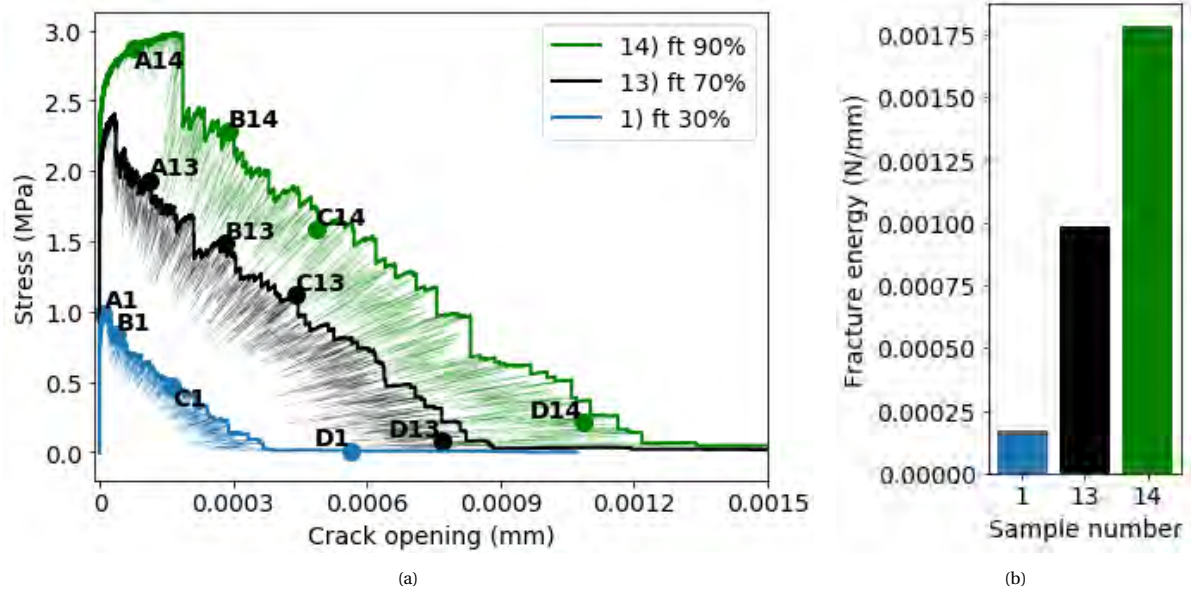 3.0
2.5
2.0
1.5
1.0
0.5
0.0
Stress (MPa)
14) ft 90%
13) ft 70%
1) ft 30%
A14
B14
A13
C14
B13
C13
A1
B1
C1
D14
D13
D1
0 0.0003 0.0006 0.0009 0.0012 0.0015
Crack opening (mm)
(a)
0.00175
0.00150
0.00125
0.00100
0.00075
0.00050
0.00025
0.00000
Fracture energy (N/mm)
1 13 14
Sample number
(b)